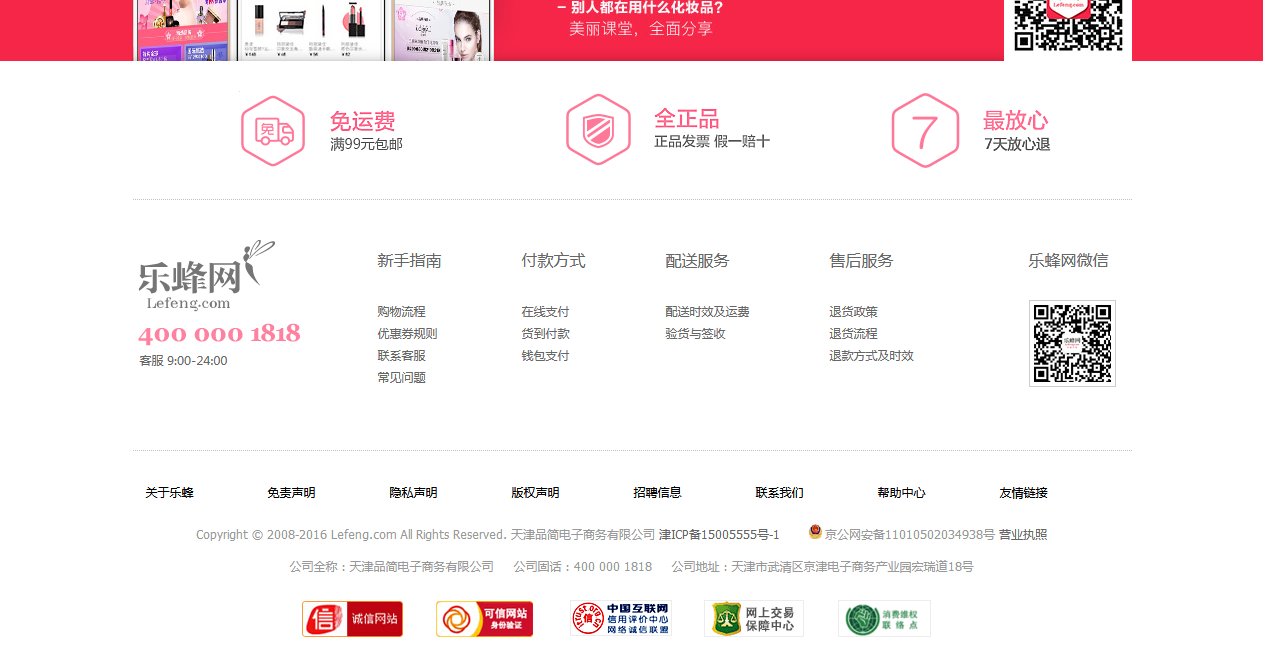 – 别人都在用什么化妆品?
美丽课堂，全面分享
Lefeng.com
免运费
满99元包邮
全正品
正品发票 假一赔十
7
最放心
7天放心退
乐蜂网
Lefeng.com
400 000 1818
客服 9:00-24:00
新手指南
购物流程
优惠券规则
联系客服
常见问题
付款方式
在线支付
货到付款
钱包支付
配送服务
配送时效及运费
验货与签收
售后服务
退货政策
退货流程
退款方式及时效
乐蜂网微信
乐蜂网
关于乐蜂 免责声明 隐私声明 版权声明 招聘信息 联系我们 帮助中心 友情链接
Copyright © 2008-2016 Lefeng.com All Rights Reserved. 天津品简电子商务有限公司 津ICP备15005555号-1 京公网安备11010502034938号 营业执照
公司全称：天津品简电子商务有限公司 公司固话：400 000 1818 公司地址：天津市武清区京津电子商务产业园宏瑞道18号
信 诚信网站
可信网站
身份验证
信
中国互联网
信用评价中心
网络诚信联盟
网上交易
保障中心
消费维权
联络点